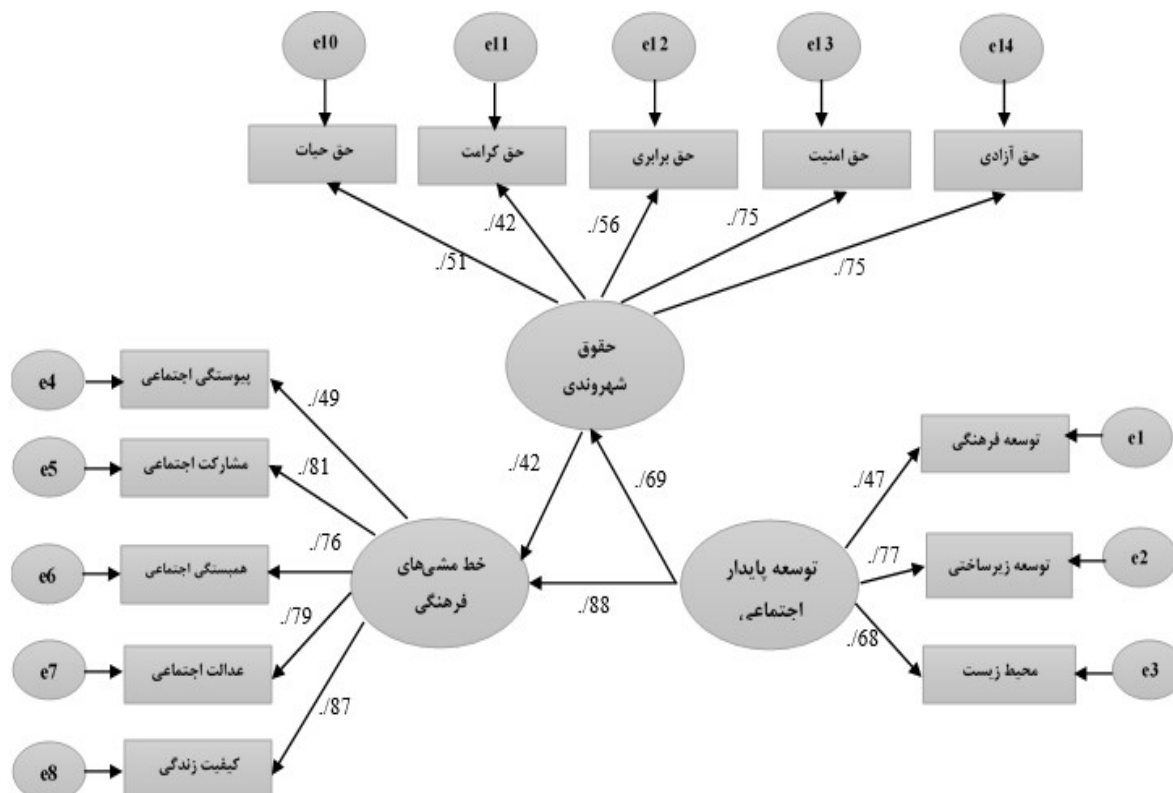 e10
e11
e12
e13
e14
حق حیات
حق کرامت
حق برابری
حق امنیت
حق آزادی
./51
./42
./56
./75
./75
حقوق
شهروندی
e4
پیوستگی اجتماعی
./49
e5
مشارکت اجتماعی
./81
e6
همبستگی اجتماعی
./76
e7
عدالت اجتماعی
./79
e8
کیفیت زندگی
./87
خط مشی‌های
فرهنگی
./42
./69
./88
توسعه پایدار
اجتماعی
./47
توسعه فرهنگی
e1
./77
توسعه زیرساختی
e2
./68
محیط زیست
e3